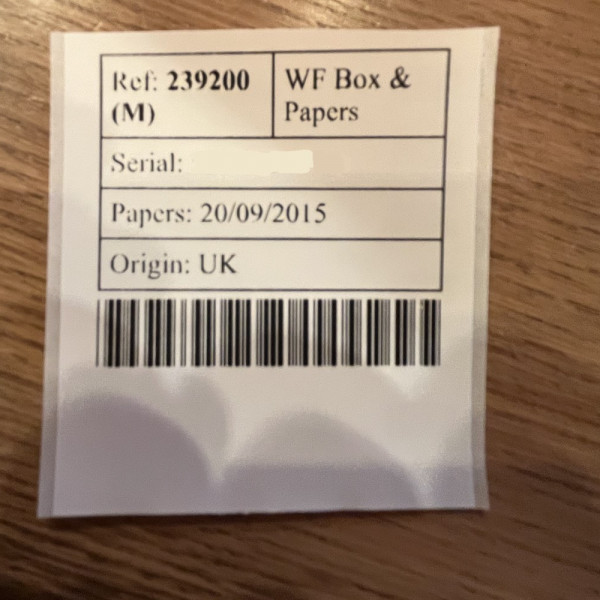 Ref: 239200
(M)
WF Box &
Papers
Serial:
Papers: 20/09/2015
Origin: UK